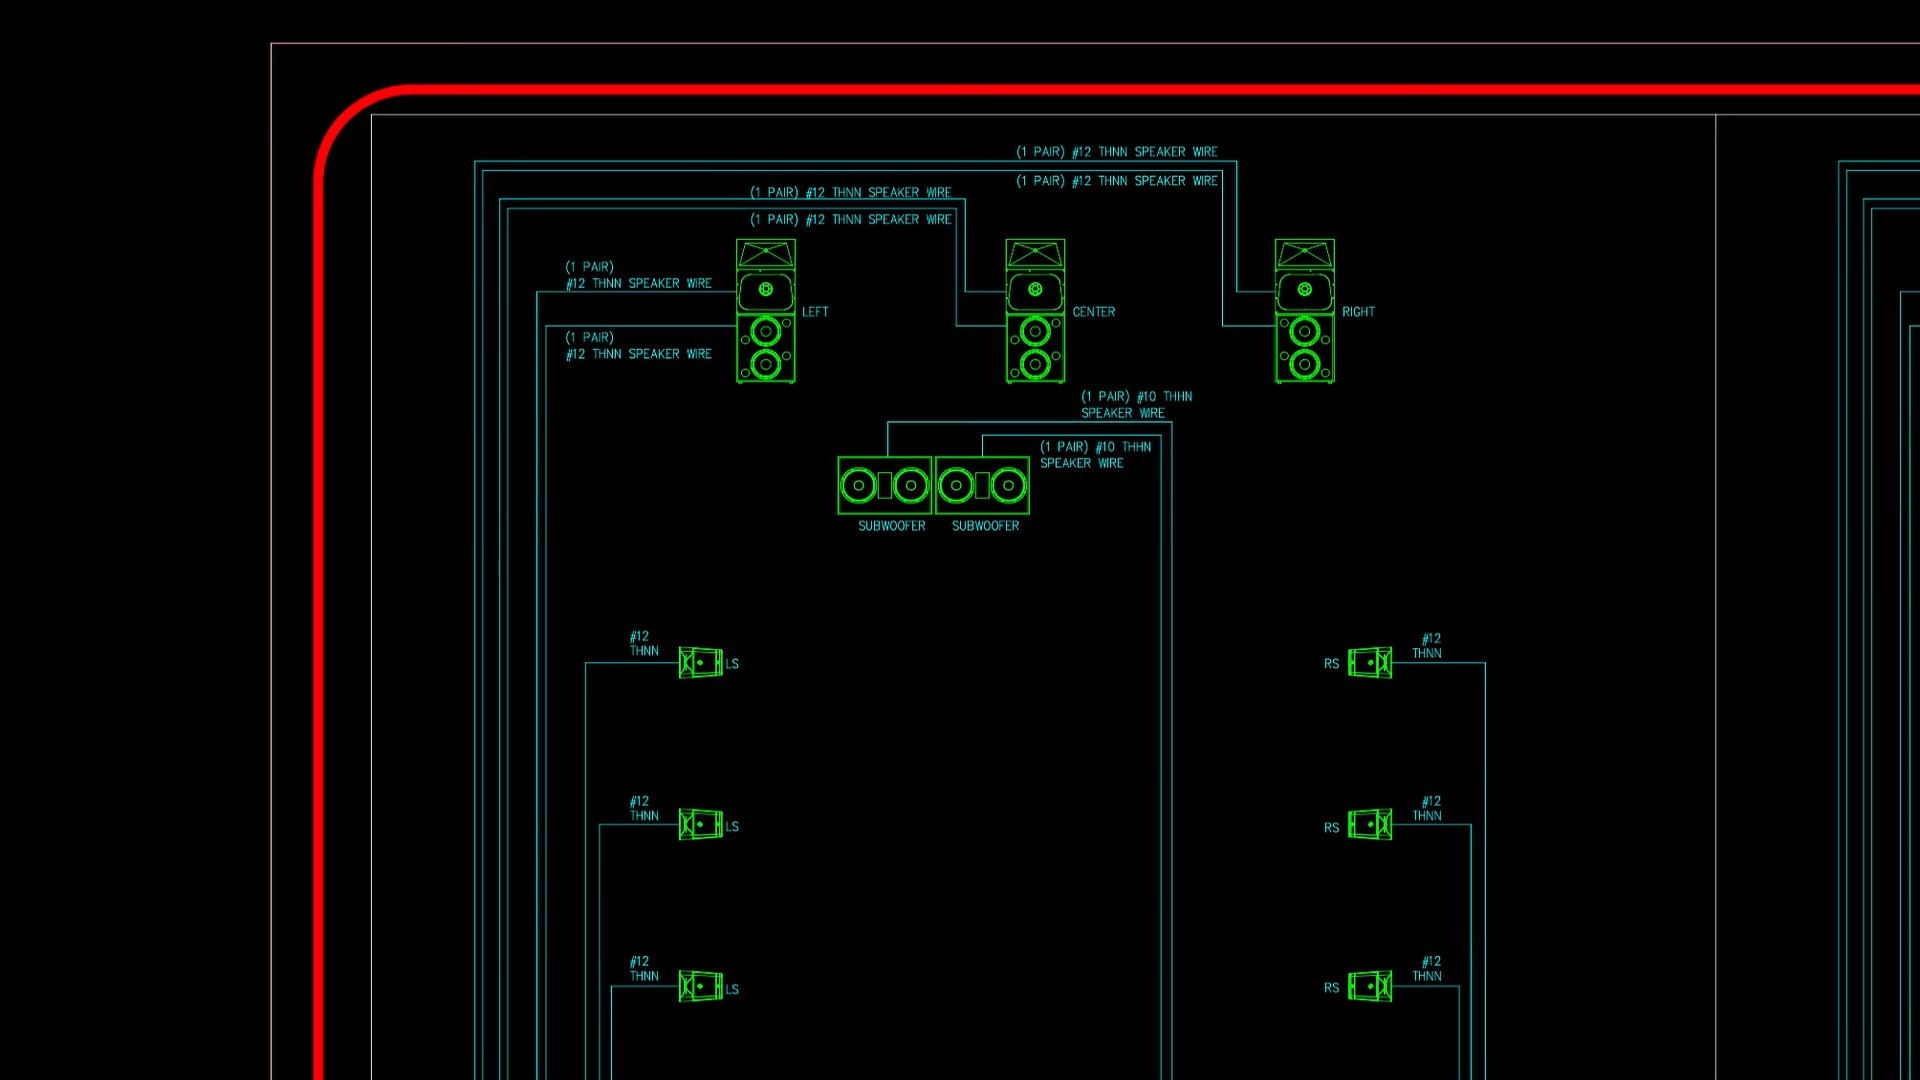 (1 PAIR) #12 THNN SPEAKER WIRE
(1 PAIR) #12 THNN SPEAKER WIRE
(1 PAIR) #12 THNN SPEAKER WIRE
(1 PAIR) #12 THNN SPEAKER WIRE
(1 PAIR)
#12 THNN SPEAKER WIRE
LEFT
CENTER
RIGHT
(1 PAIR)
#12 THNN SPEAKER WIRE
(1 PAIR) #10 THHN
SPEAKER WIRE
(1 PAIR) #10 THHN
SPEAKER WIRE
SUBWOOFER
SUBWOOFER
#12
THNN
LS
RS
#12
THNN
#12
THNN
LS
RS
#12
THNN
#12
THNN
LS
RS
#12
THNN